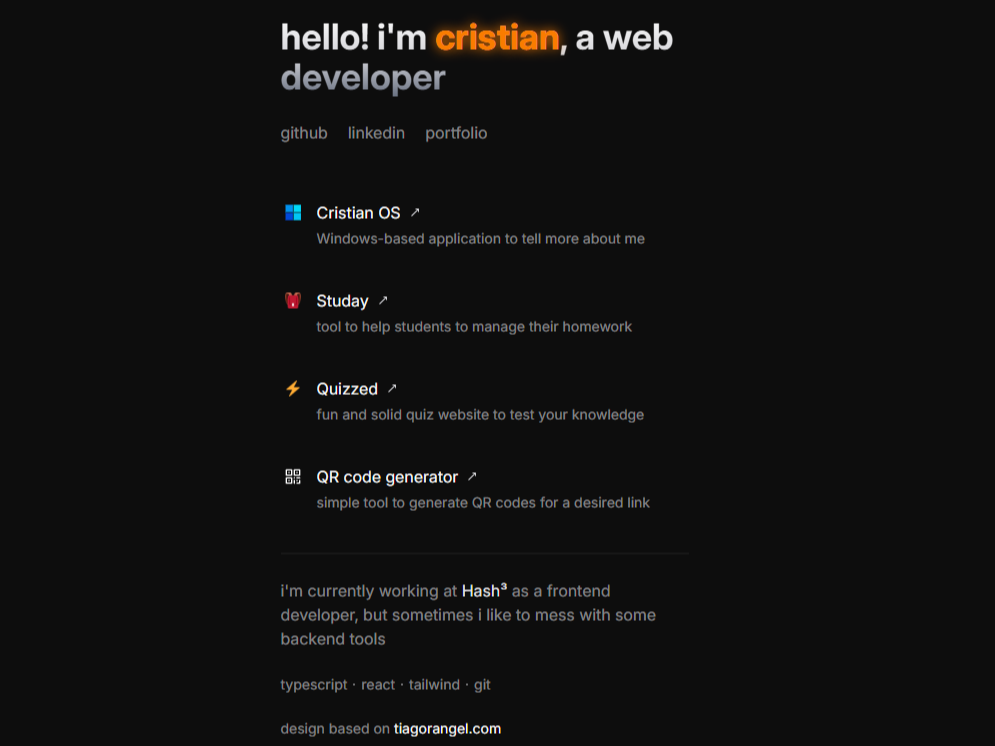 hello! i'm cristian, a web
developer
github linkedin portfolio
Cristian OS ↗
Windows-based application to tell more about me
Studay ↗
tool to help students to manage their homework
Quizzed ↗
fun and solid quiz website to test your knowledge
QR code generator ↗
simple tool to generate QR codes for a desired link
i'm currently working at Hash³ as a frontend
developer, but sometimes i like to mess with some
backend tools
typescript · react · tailwind · git
design based on tiagorangel.com